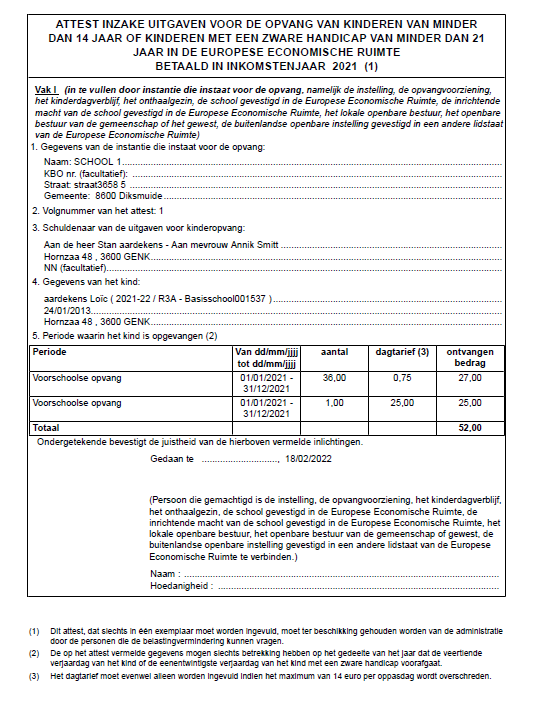 ATTEST INZAKE UITGAVEN VOOR DE OPVANG VAN KINDEREN VAN MINDER
DAN 14 JAAR OF KINDEREN MET EEN ZWARE HANDICAP VAN MINDER DAN 21
JAAR IN DE EUROPESE ECONOMISCHE RUIMTE
BETAALD IN INKOMSTENJAAR 2021 (1)
Vak I (in te vullen door instantie die instaat voor de opvang, namelijk de instelling, de opvangvoorziening,
het kinderdagverblijf, het onthaalgezin, de school gevestigd in de Europese Economische Ruimte, de inrichtende
macht van de school gevestigd in de Europese Economische Ruimte, het lokale openbare bestuur, het openbare
bestuur van de gemeenschap of het gewest, de buitenlandse openbare instelling gevestigd in een andere lidstaat
van de Europese Economische Ruimte)
1. Gegevens van de instantie die instaat voor de opvang:
Naam: SCHOOL 1
KBO nr. (facultatief):
Straat: straat3658 5
Gemeente: 8600 Diksmuide
2. Volgnummer van het attest: 1
3. Schuldenaar van de uitgaven voor kinderopvang:
Aan de heer Stan aardekens - Aan mevrouw Annik Smitt
Hornzaa 48 , 3600 GENK
NN (facultatief)
4. Gegevens van het kind:
aardekens Loïc ( 2021-22 / R3A - Basisschool001537 )
24/01/2013
Hornzaa 48 , 3600 GENK
5. Periode waarin het kind is opgevangen (2)
Periode Van dd/mm/jjjj tot dd/mm/jjjj aantal dagtarief (3) ontvangen bedrag
Voorschoolse opvang 01/01/2021 - 31/12/2021 36,00 0,75 27,00
Voorschoolse opvang 01/01/2021 - 31/12/2021 1,00 25,00 25,00
Totaal 52,00
Ondergetekende bevestigt de juistheid van de hierboven vermelde inlichtingen.
Gedaan te ............................, 18/02/2022
(Persoon die gemachtigd is de instelling, de opvangvoorziening, het kinderdagverblijf,
het onthaalgezin, de school gevestigd in de Europese Economische Ruimte, de
inrichtende macht van de school gevestigd in de Europese Economische Ruimte, het
lokale openbare bestuur, het openbare bestuur van de gemeenschap of gewest, de
buitenlandse openbare instelling gevestigd in een andere lidstaat van de Europese
Economische Ruimte te verbinden.)
Naam :
Hoedanigheid :
(1) Dit attest, dat slechts in één exemplaar moet worden ingevuld, moet ter beschikking gehouden worden van de administratie
door de personen die de belastingvermindering kunnen vragen.
(2) De op het attest vermelde gegevens mogen slechts betrekking hebben op het gedeelte van het jaar dat de veertiende
verjaardag van het kind of de eenentwintigste verjaardag van het kind met een zware handicap voorafgaat.
(3) Het dagtarief moet evenwel alleen worden ingevuld indien het maximum van 14 euro per oppasdag wordt overschreden.